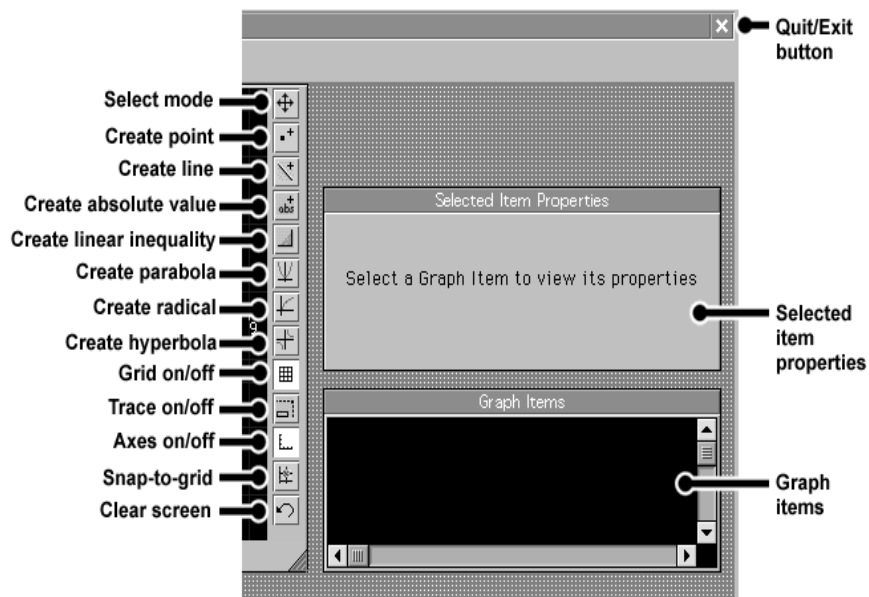 Quit/Exit
button
Select mode
Create point
Create line
abs
Create absolute value
Selected Item Properties
Create linear inequality
Create parabola
Select a Graph Item to view its properties
Create radical
Selected
item
properties
9
Create hyperbola
Grid on/off
Trace on/off
Graph Items
Axes on/off
Snap-to-grid
Graph
items
Clear screen